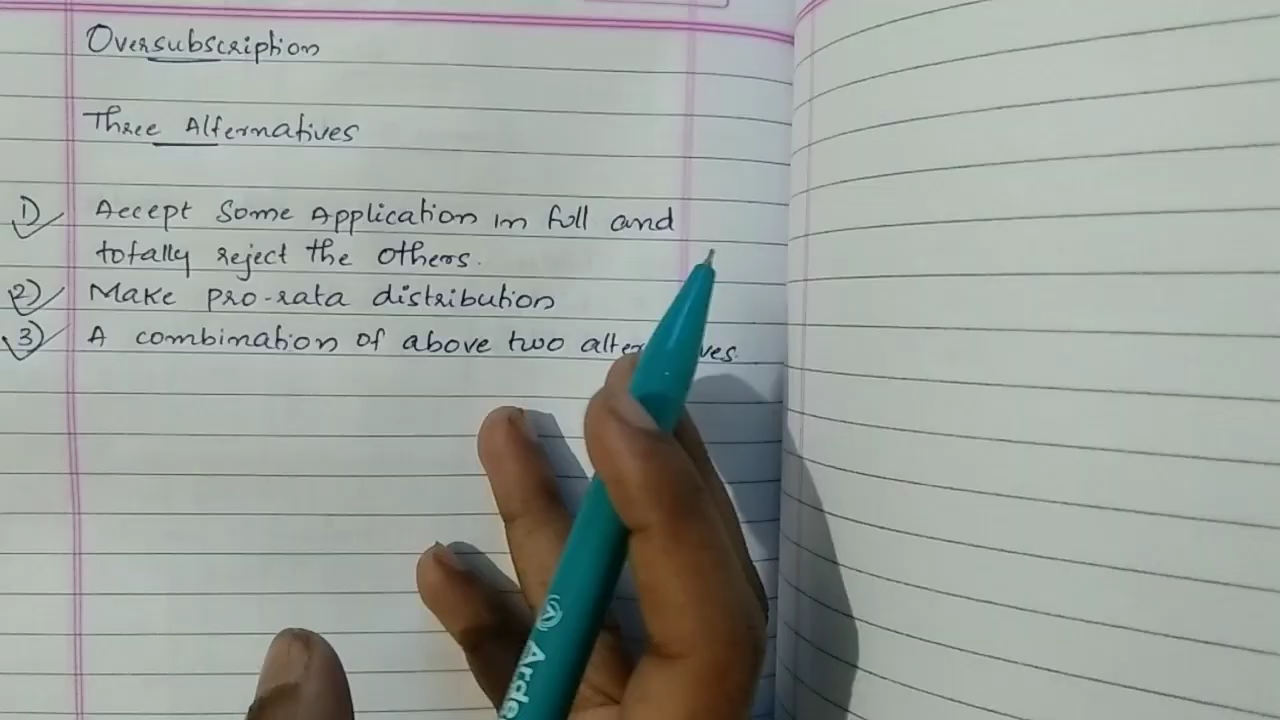 Oversubscription
Three Alternatives
1) Accept Some Application in full and
totally reject the others.
2) Make pro-rata distribution
3) A combination of above two
Arde